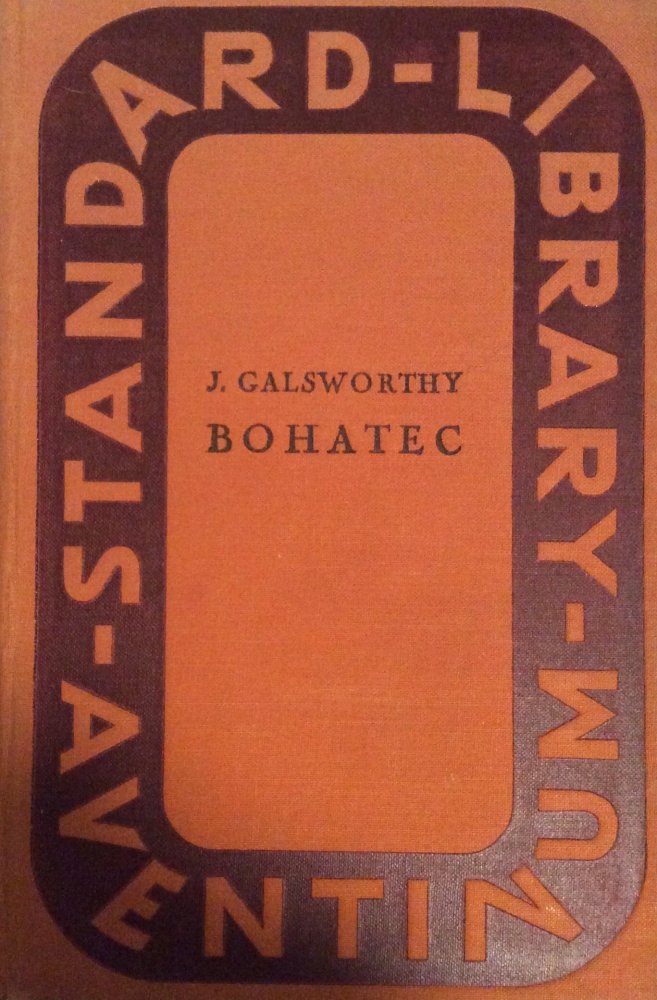 -STANDARD-LIBRARY-
J. GALSWORTHY
BOHATEC
AVENTINUM